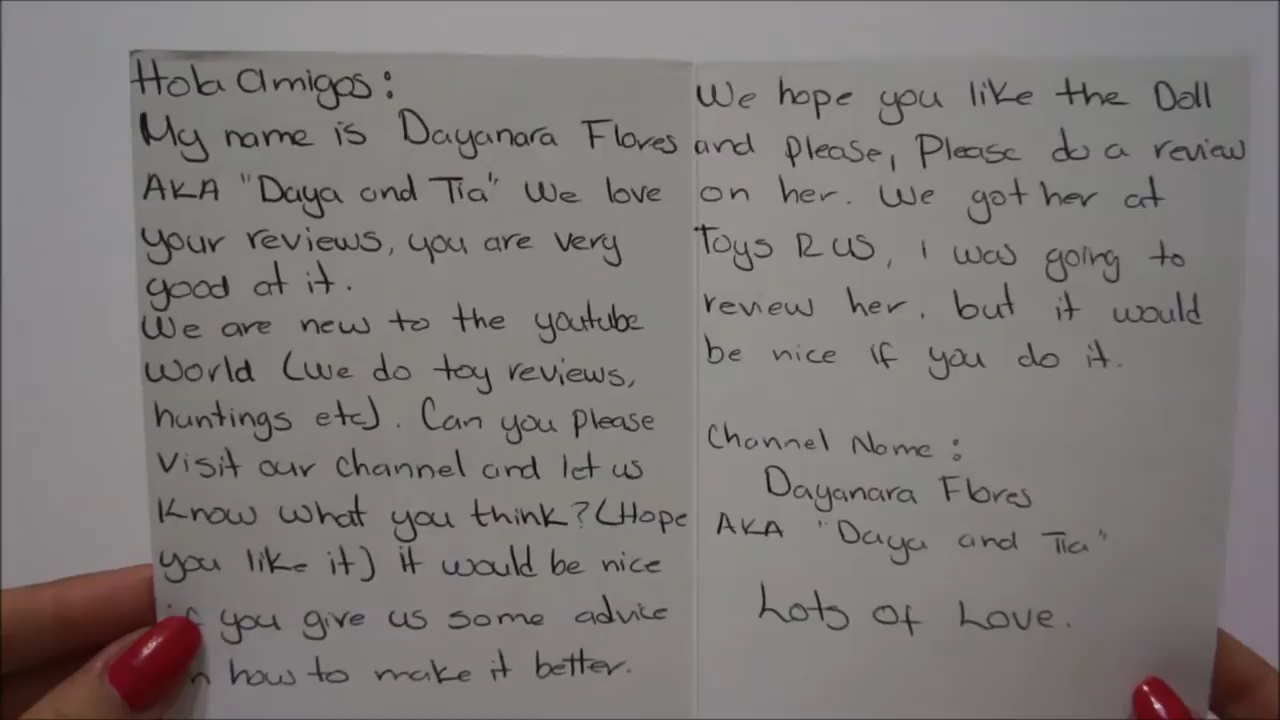 Hola amigos:
My name is Dayanara Flores
AKA "Daya and Tia" We love
your reviews, you are very
good at it.
We are new to the youtube
world (we do toy reviews,
huntings etc). Can you please
visit our channel and let us
know what you think? (Hope
you like it) it would be nice
if you give us some advice
how to make it better.
We hope you like the Doll
and please, Please do a review
on her. We got her at
Toys R us, I was going to
review her. but it would
be nice if you do it.
Channel Name:
Dayanara Flores
AKA "Daya and Tia"
Lots of Love.